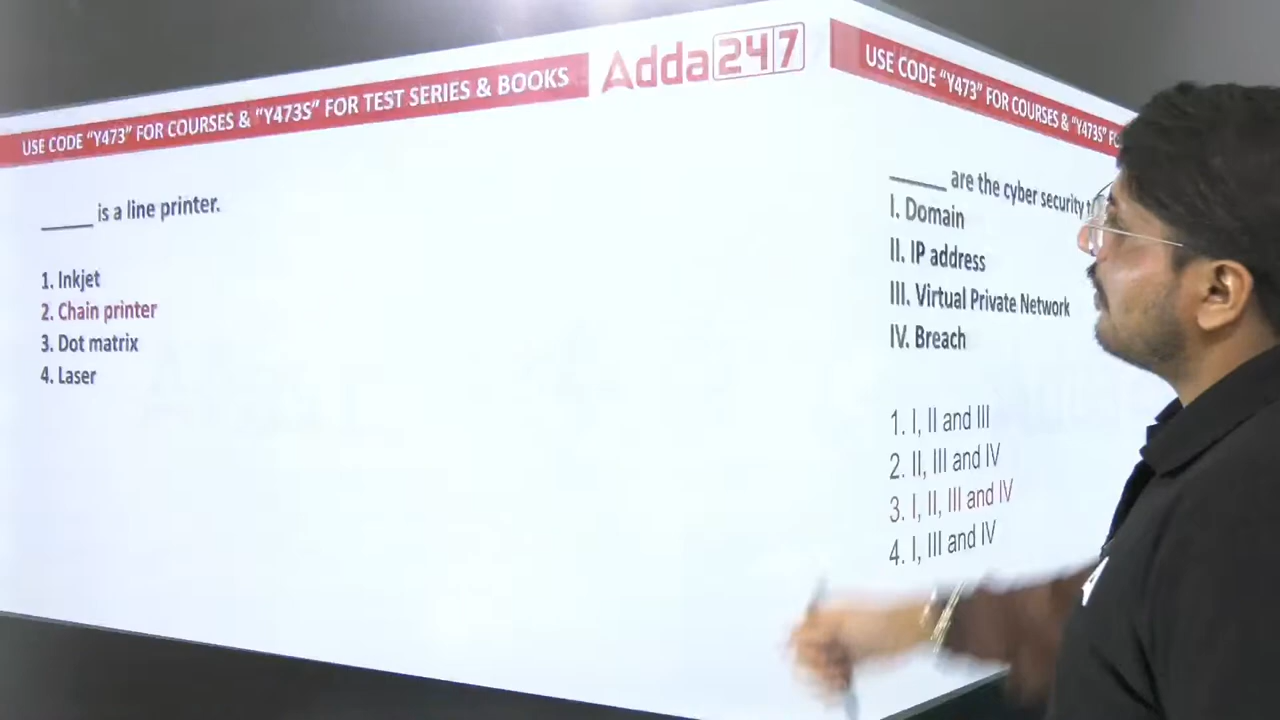 USE CODE "Y473" FOR COURSES & "Y473S" FOR TEST SERIES & BOOKS
Adda247
_____ is a line printer.
1. Inkjet
2. Chain printer
3. Dot matrix
4. Laser
USE CODE "Y473" FOR COURSES & "Y473S"
_____ are the cyber security
I. Domain
II. IP address
III. Virtual Private Network
IV. Breach
1. I, II and III
2. II, III and IV
3. I, II, III and IV
4. I, III and IV